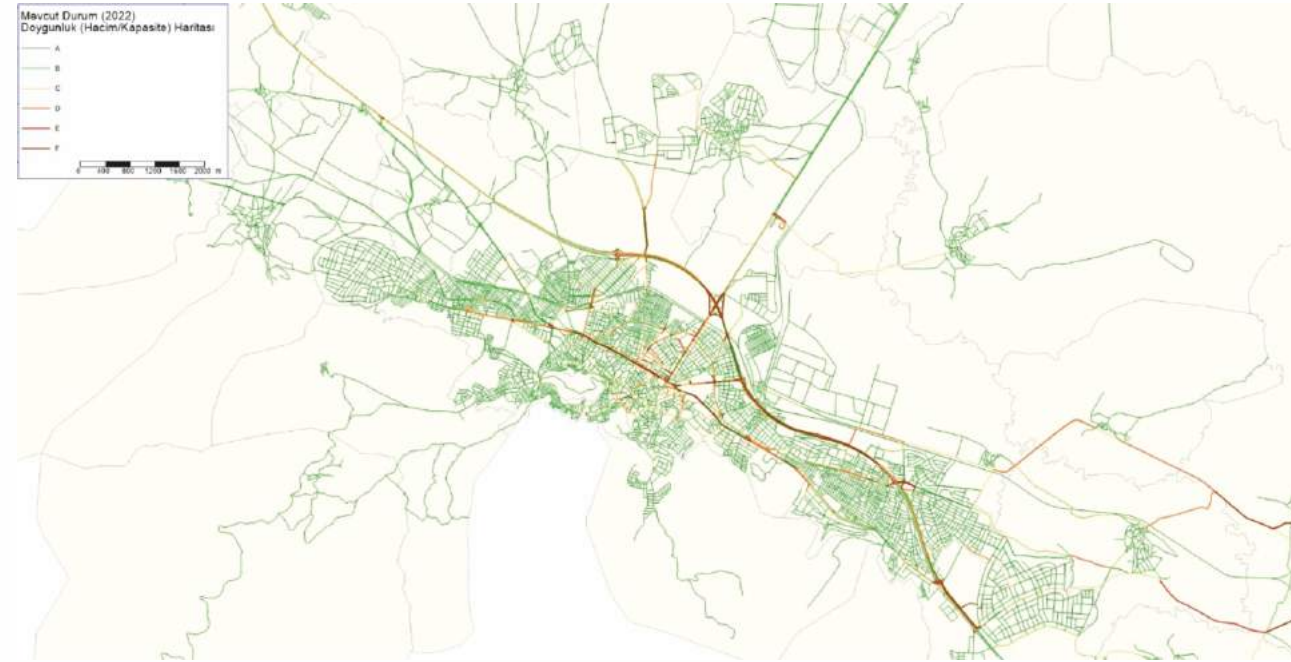 Mevcut Durum (2022)
Doygunluk (Hacim/Kapasite) Haritası
A
B
C
D
E
F
0 400 800 1200 1600 2000 m